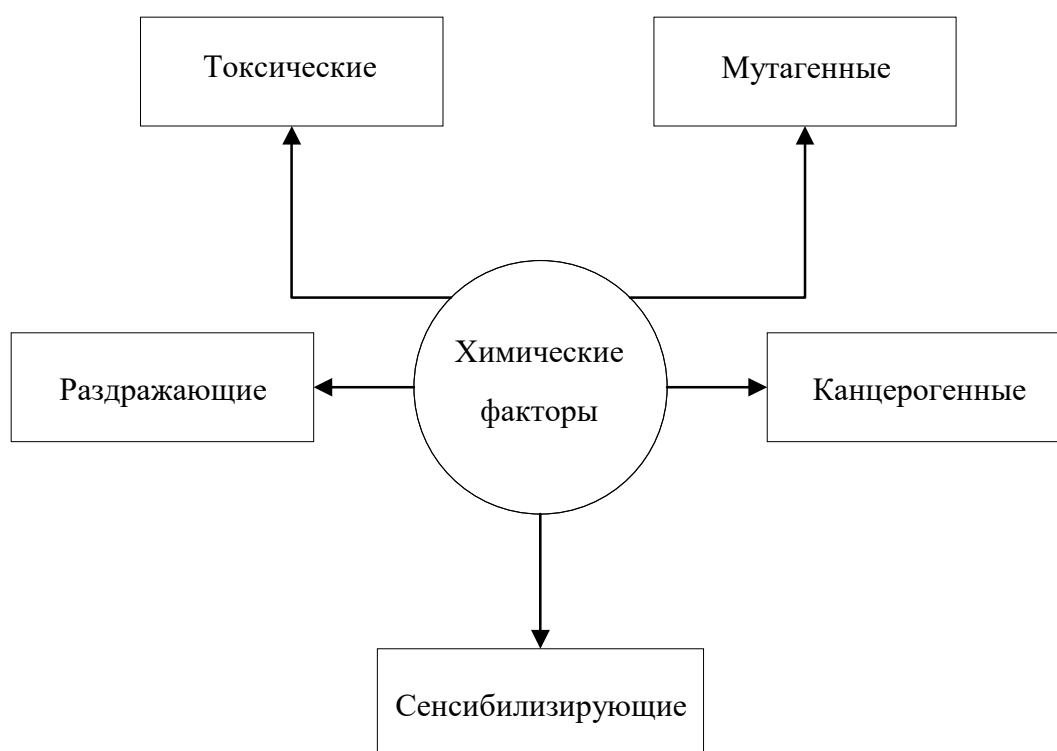 Токсические
Мутагенные
Химические
факторы
Раздражающие
Канцерогенные
Сенсибилизирующие